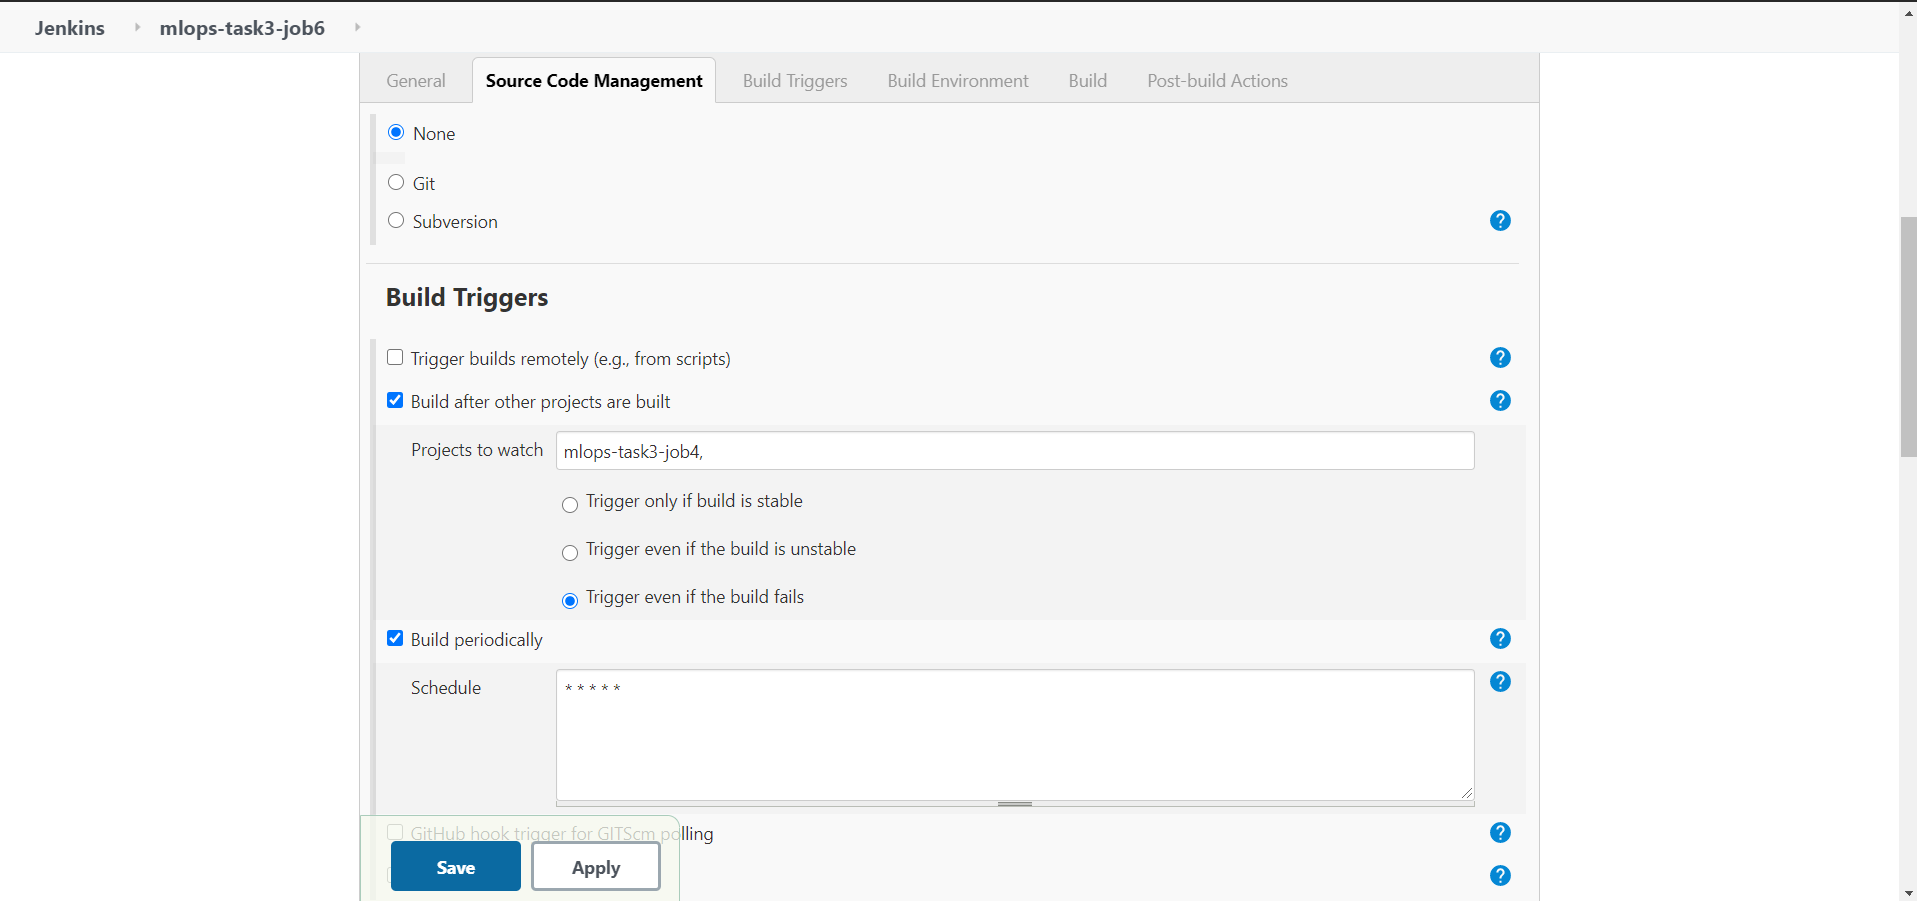 Jenkins mlops-task3-job6
General Source Code Management Build Triggers Build Environment Build Post-build Actions
None
Git
Subversion
?
Build Triggers
Trigger builds remotely (e.g., from scripts) ?
Build after other projects are built ?
Projects to watch mlops-task3-job4,
Trigger only if build is stable
Trigger even if the build is unstable
Trigger even if the build fails
Build periodically ?
Schedule * * * * * ?
GitHub hook trigger for GITScm polling ?
Save Apply ?